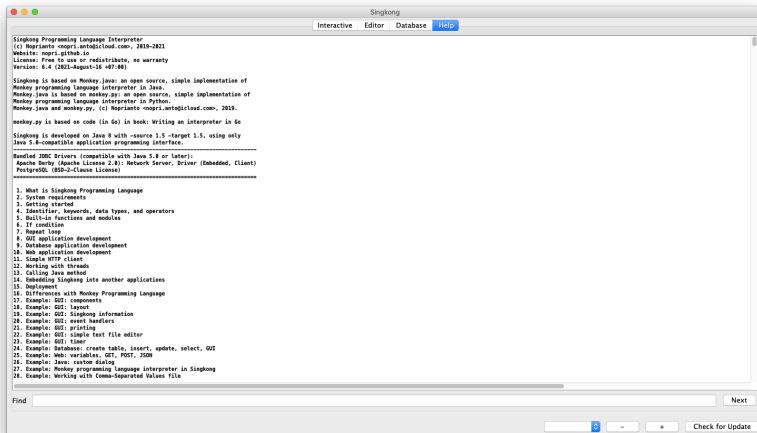 Singkong
Interactive Editor Database Help
Singkong Programming Language Interpreter
(c) Noprianto <nopri.anto@icloud.com>, 2019-2021
Website: nopri.github.io
License: Free to use or redistribute, no warranty
Version: 6.4 (2021-August-16 +07:00)
Singkong is based on Monkey.java: an open source, simple implementation of
Monkey programming language interpreter in Java.
Monkey.java is based on monkey.py: an open source, simple implementation of
Monkey programming language interpreter in Python.
Monkey.java and monkey.py, (c) Noprianto <nopri.anto@icloud.com>, 2019.
monkey.py is based on code (in Go) in book: Writing an interpreter in Go
Singkong is developed on Java 8 with -source 1.5 -target 1.5, using only
Java 5.0-compatible application programming interface.
========================================================================
Bundled JDBC Drivers (compatible with Java 5.0 or later):
Apache Derby (Apache License 2.0): Network Server, Driver (Embedded, Client)
PostgreSQL (BSD-2-Clause License)
========================================================================
1. What is Singkong Programming Language
2. System requirements
3. Getting started
4. Identifier, keywords, data types, and operators
5. Built-in functions and modules
6. If condition
7. Repeat loop
8. GUI application development
9. Database application development
10. Web application development
11. Simple HTTP client
12. Working with threads
13. Calling Java method
14. Embedding Singkong into another applications
15. Deployment
16. Differences with Monkey Programming Language
17. Example: GUI: components
18. Example: GUI: layout
19. Example: GUI: Singkong information
20. Example: GUI: event handlers
21. Example: GUI: printing
22. Example: GUI: simple text file editor
23. Example: GUI: timer
24. Example: Database: create table, insert, update, select, GUI
25. Example: Web: variables, GET, POST, JSON
26. Example: Java: custom dialog
27. Example: Monkey programming language interpreter in Singkong
28. Example: Working with Comma-Separated Values file
Find Next
- + Check for Update